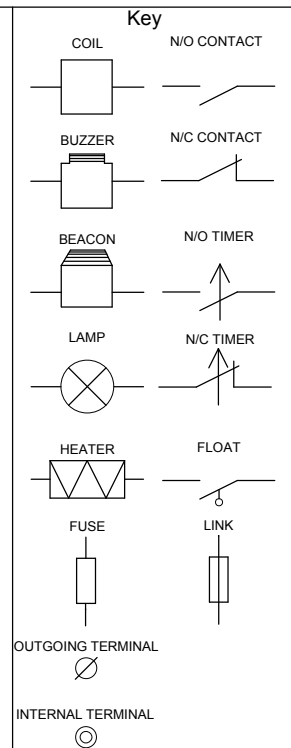 Key
COIL
N/O CONTACT
BUZZER
N/C CONTACT
BEACON
N/O TIMER
LAMP
N/C TIMER
HEATER
FLOAT
FUSE
LINK
OUTGOING TERMINAL
INTERNAL TERMINAL